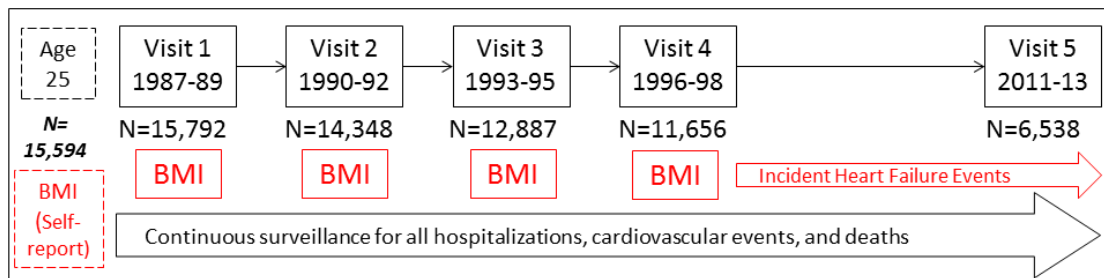 Age
25
Visit 1
1987-89
Visit 2
1990-92
Visit 3
1993-95
Visit 4
1996-98
Visit 5
2011-13
N=
15,594
N=15,792
N=14,348
N=12,887
N=11,656
N=6,538
BMI
(Self-
report)
BMI
BMI
BMI
BMI
Incident Heart Failure Events
Continuous surveillance for all hospitalizations, cardiovascular events, and deaths